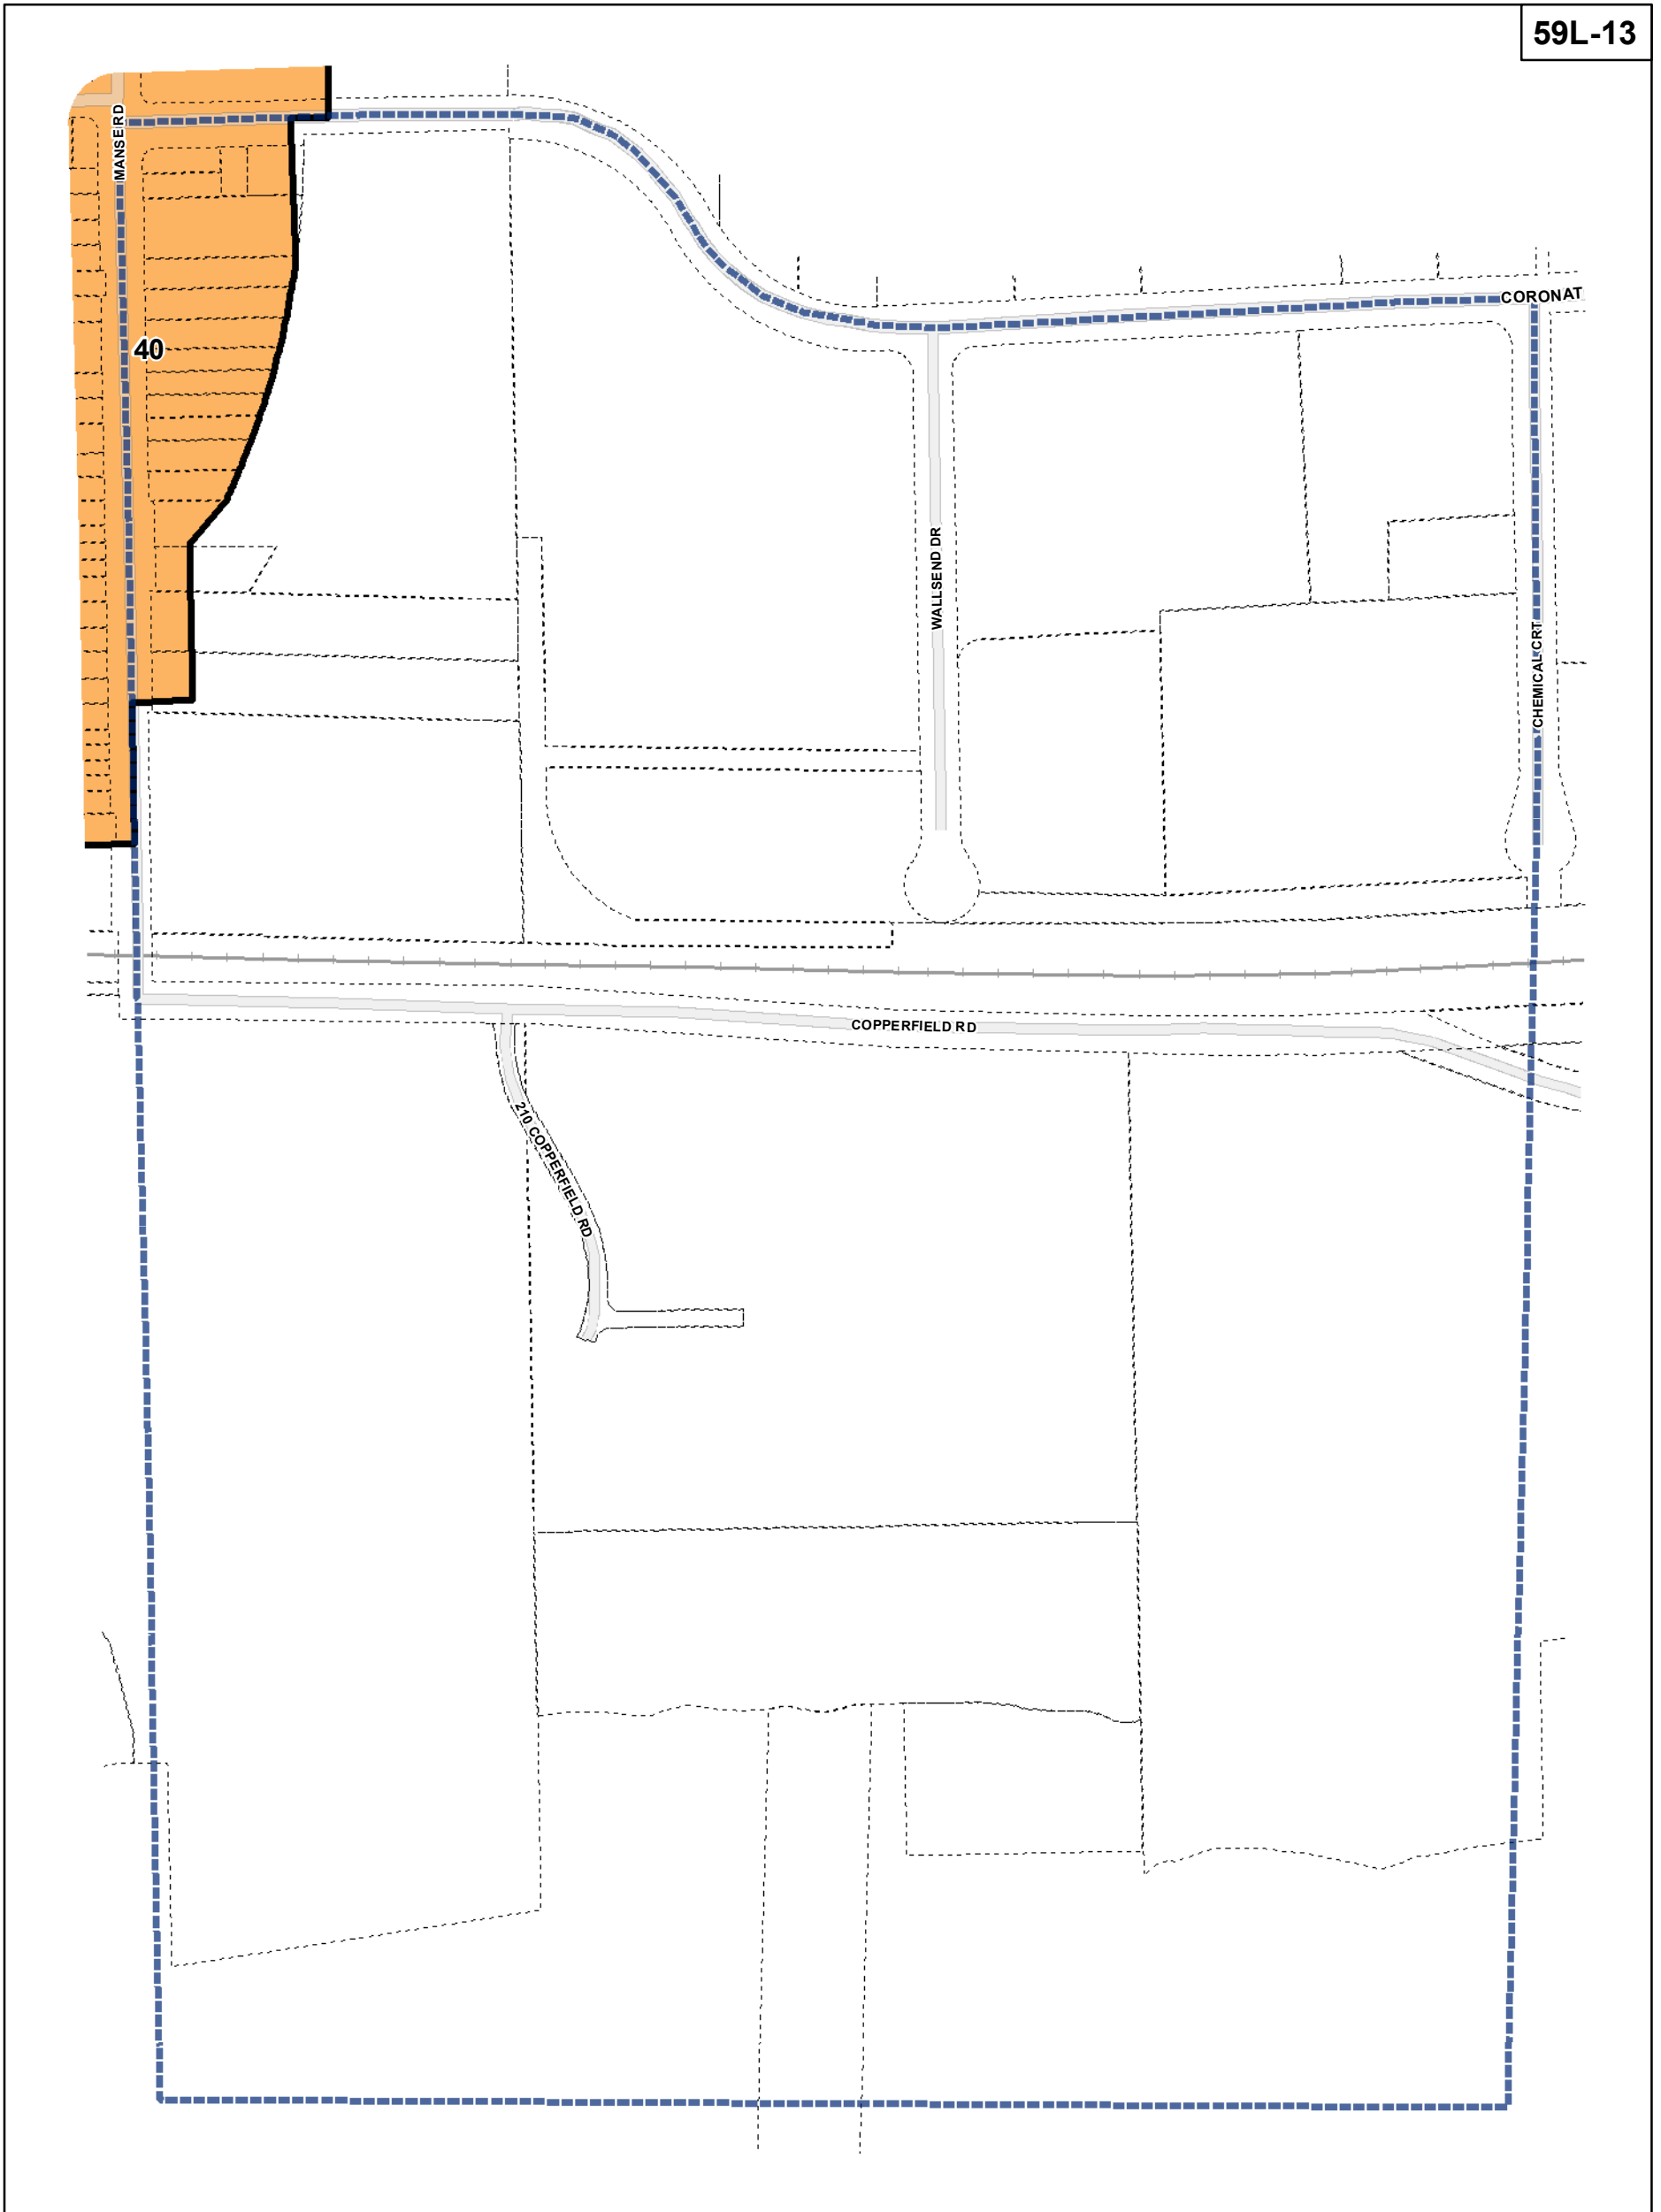 59L-13
MANSE RD
CORONAT
40
WALLSEND DR
CHEMICAL CRT
COPPERFIELD RD
210 COPPERFIELD RD